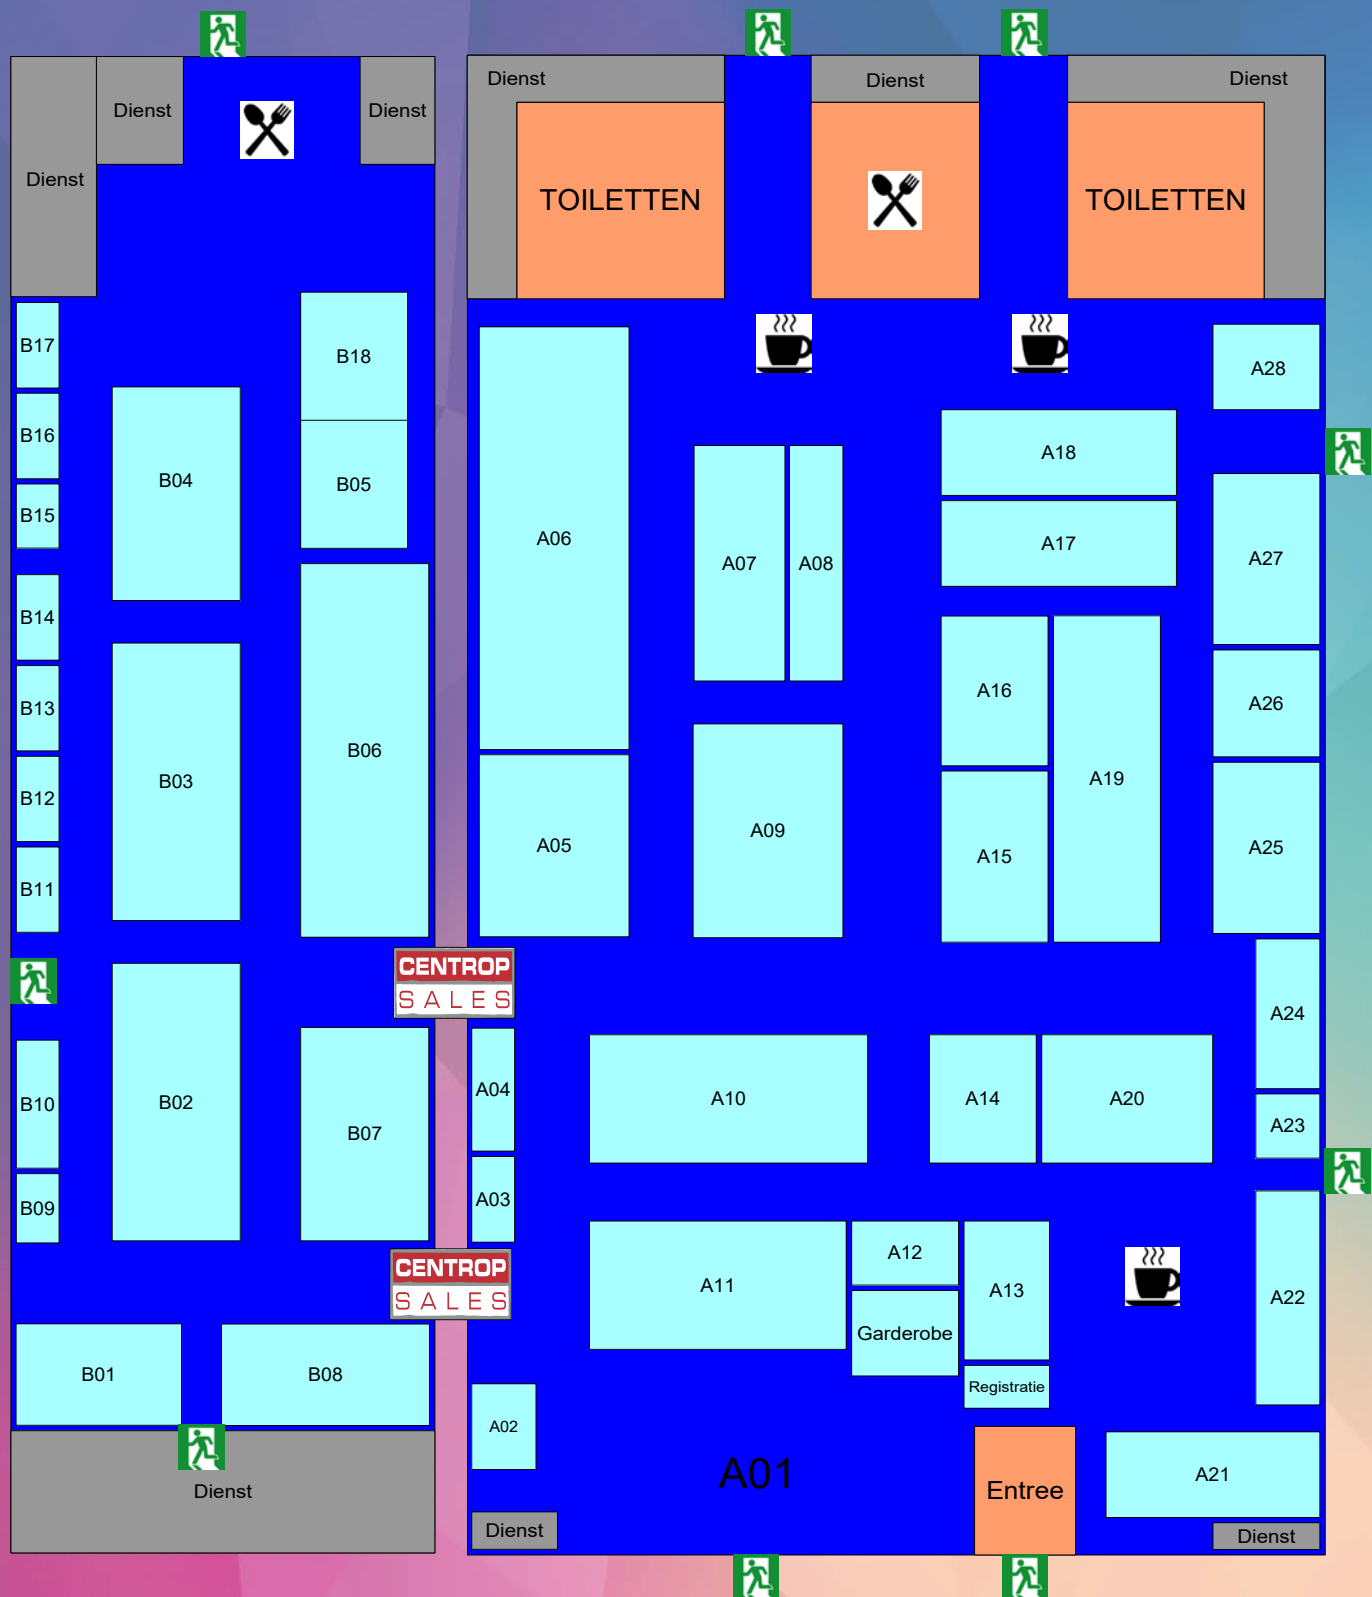 Dienst
Dienst
Dienst
Dienst
Dienst
Dienst
TOILETTEN
TOILETTEN
B17
B16
B15
B14
B13
B12
B11
B10
B09
B04
B03
B02
B18
B05
B06
B07
B01
B08
Dienst
CENTROP
SALES
CENTROP
SALES
A06
A05
A04
A03
A02
Dienst
A07
A08
A09
A10
A11
A12
Garderobe
A13
Registratie
A01
Entree
A18
A17
A16
A15
A19
A14
A20
A28
A27
A26
A25
A24
A23
A22
A21
Dienst